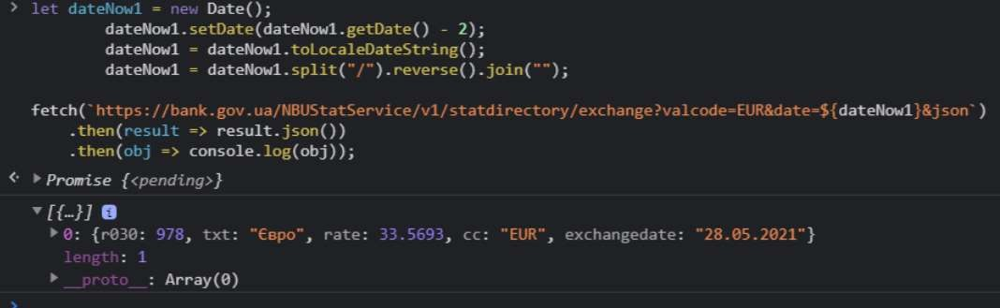 > let dateNow1 = new Date();
dateNow1.setDate(dateNow1.getDate() - 2);
dateNow1 = dateNow1.toLocaleDateString();
dateNow1 = dateNow1.split("/").reverse().join("");
fetch(`https://bank.gov.ua/NBUStatService/v1/statdirectory/exchange?valcode=EUR&date=${dateNow1}&json`)
.then(result => result.json())
.then(obj => console.log(obj));
Promise {<pending>}
[{…}] i
0: {r030: 978, txt: "Євро", rate: 33.5693, cc: "EUR", exchangedate: "28.05.2021"}
length: 1
__proto__: Array(0)
>